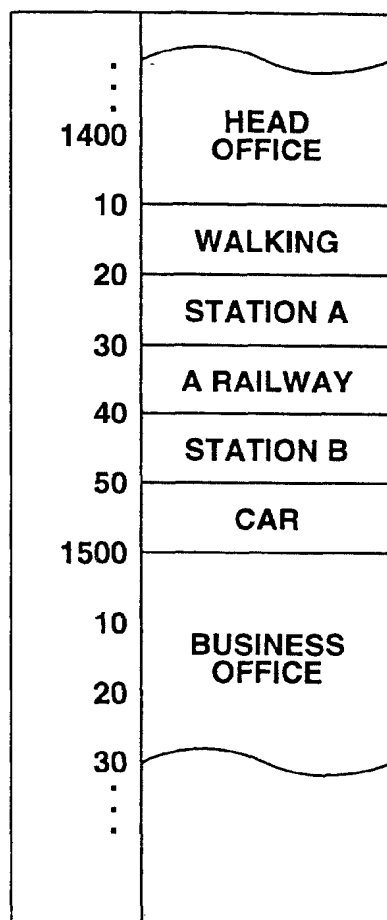 1400
HEAD
OFFICE
10
WALKING
20
STATION A
30
A RAILWAY
40
STATION B
50
CAR
1500
10
BUSINESS
OFFICE
20
30